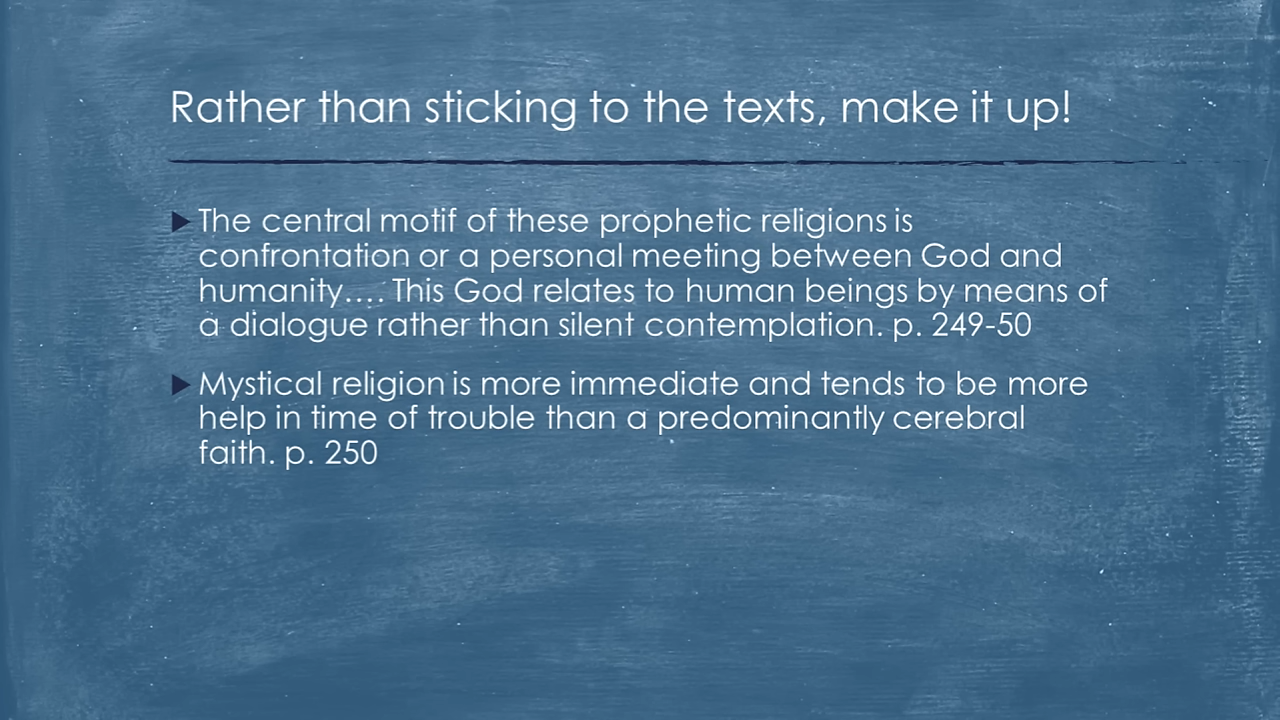 Rather than sticking to the texts, make it up!
The central motif of these prophetic religions is
confrontation or a personal meeting between God and
humanity…. This God relates to human beings by means of
a dialogue rather than silent contemplation. p. 249-50
Mystical religion is more immediate and tends to be more
help in time of trouble than a predominantly cerebral
faith. p. 250